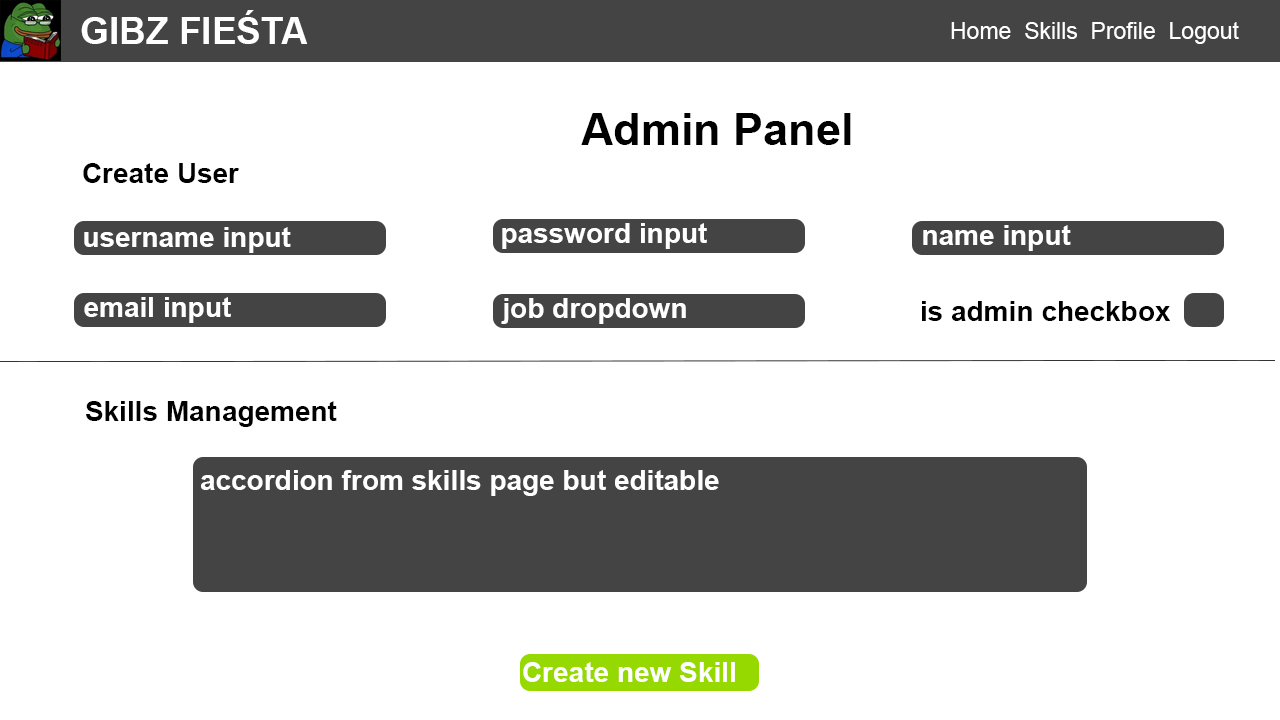 GIBZ FIEŚTA
Home Skills Profile Logout
Admin Panel
Create User
username input
password input
name input
email input
job dropdown
is admin checkbox
Skills Management
accordion from skills page but editable
Create new Skill